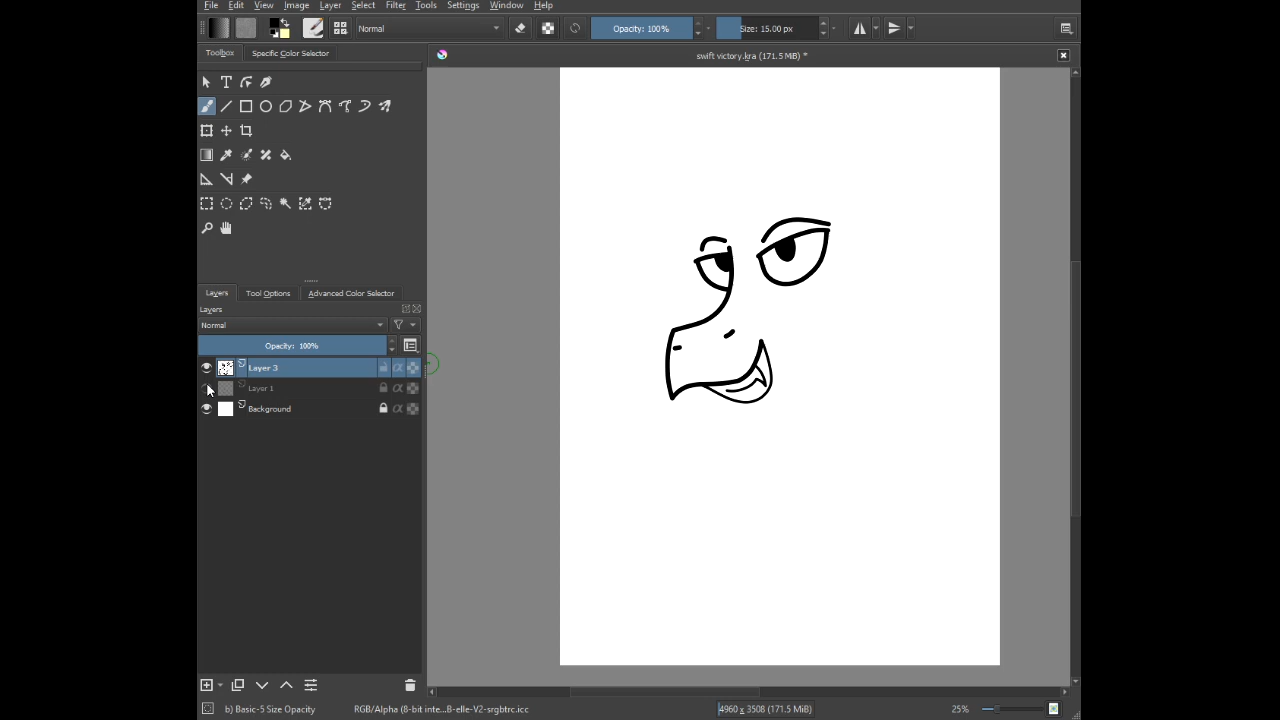 File Edit View Image Layer Select Filter Tools Settings Window Help
Normal Opacity: 100% Size: 15.00 px
Toolbox Specific Color Selector
swift victory.kra (171.5 MiB) *
Layers Tool Options Advanced Color Selector
Layers
Normal
Opacity: 100%
Layer 3
Layer 1
Background
b) Basic-5 Size Opacity RGB/Alpha (8-bit inte...B-elle-V2-srgbtrc.icc 4960 x 3508 (171.5 MiB) 25%